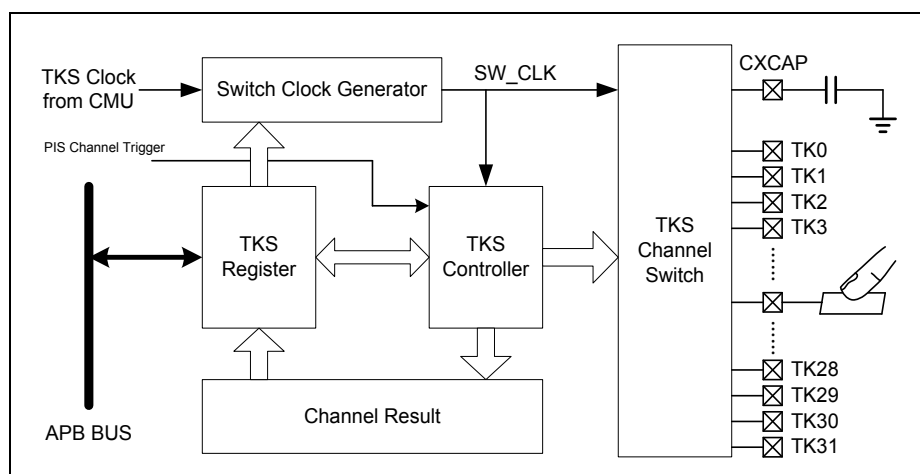 TKS Clock
from CMU
Switch Clock Generator
SW_CLK
CXCAP
PIS Channel Trigger
TK0
TK1
TK2
TK3
TKS
Register
TKS
Controller
TKS
Channel
Switch
TK28
TK29
TK30
TK31
Channel Result
APB BUS